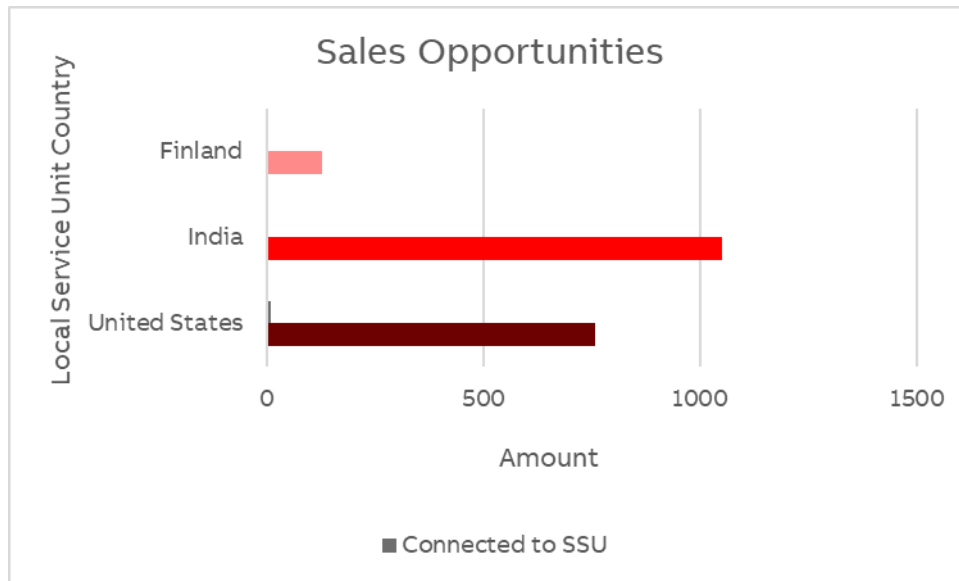 Sales Opportunities
Local Service Unit Country
Finland
India
United States
0 500 1000 1500
Amount
Connected to SSU